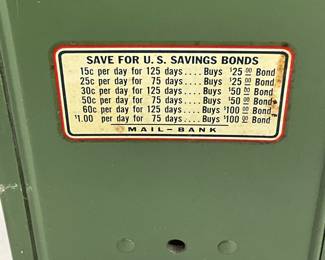 SAVE FOR U. S. SAVINGS BONDS
15c per day for 125 days.... Buys $25 00 Bond
25c per day for 75 days.... Buys $25 00 Bond
30c per day for 125 days.... Buys $50 00 Bond
50c per day for 75 days.... Buys $50 00 Bond
60c per day for 125 days.... Buys $100 00 Bond
$1.00 per day for 75 days.... Buys $100 00 Bond
MAIL-BANK